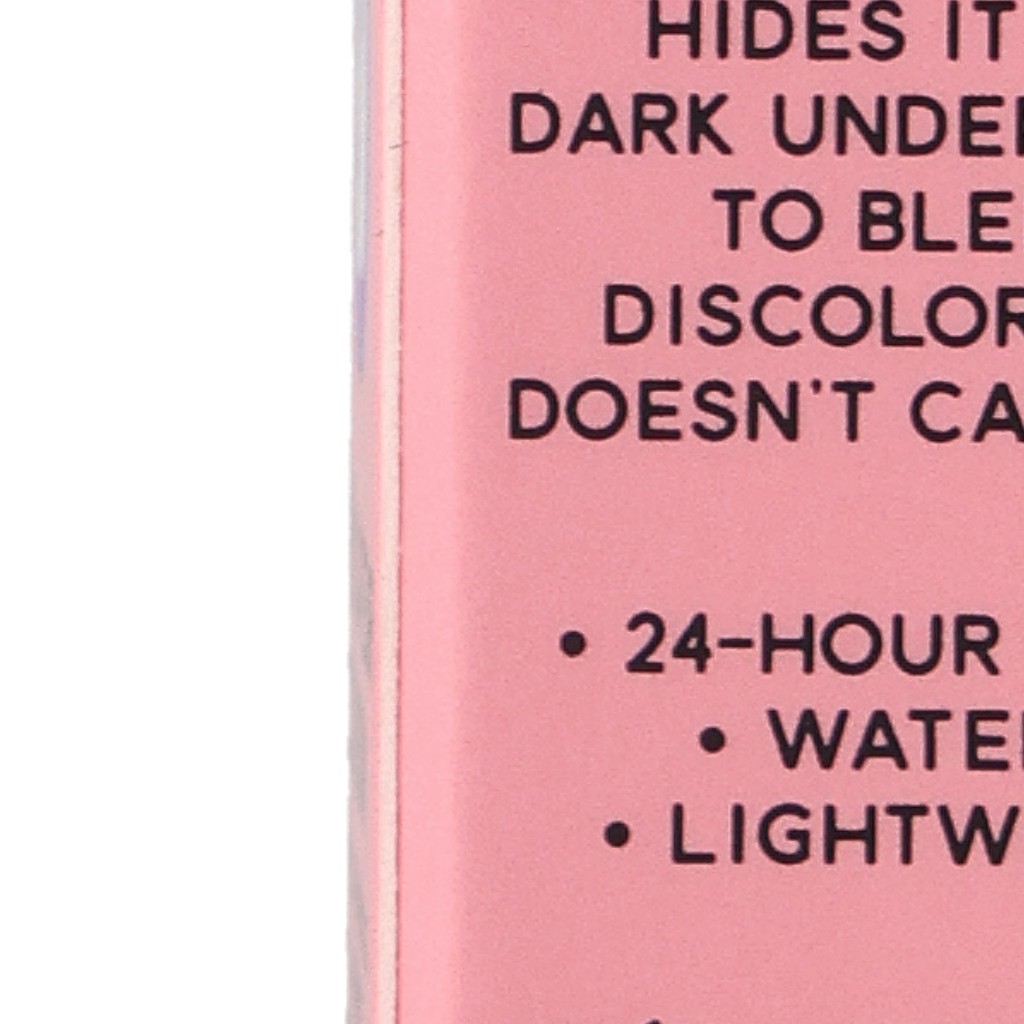 HIDES IT
DARK UNDE
TO BLE
DISCOLOR
DOESN'T CA
• 24-HOUR
• WATE
• LIGHTW